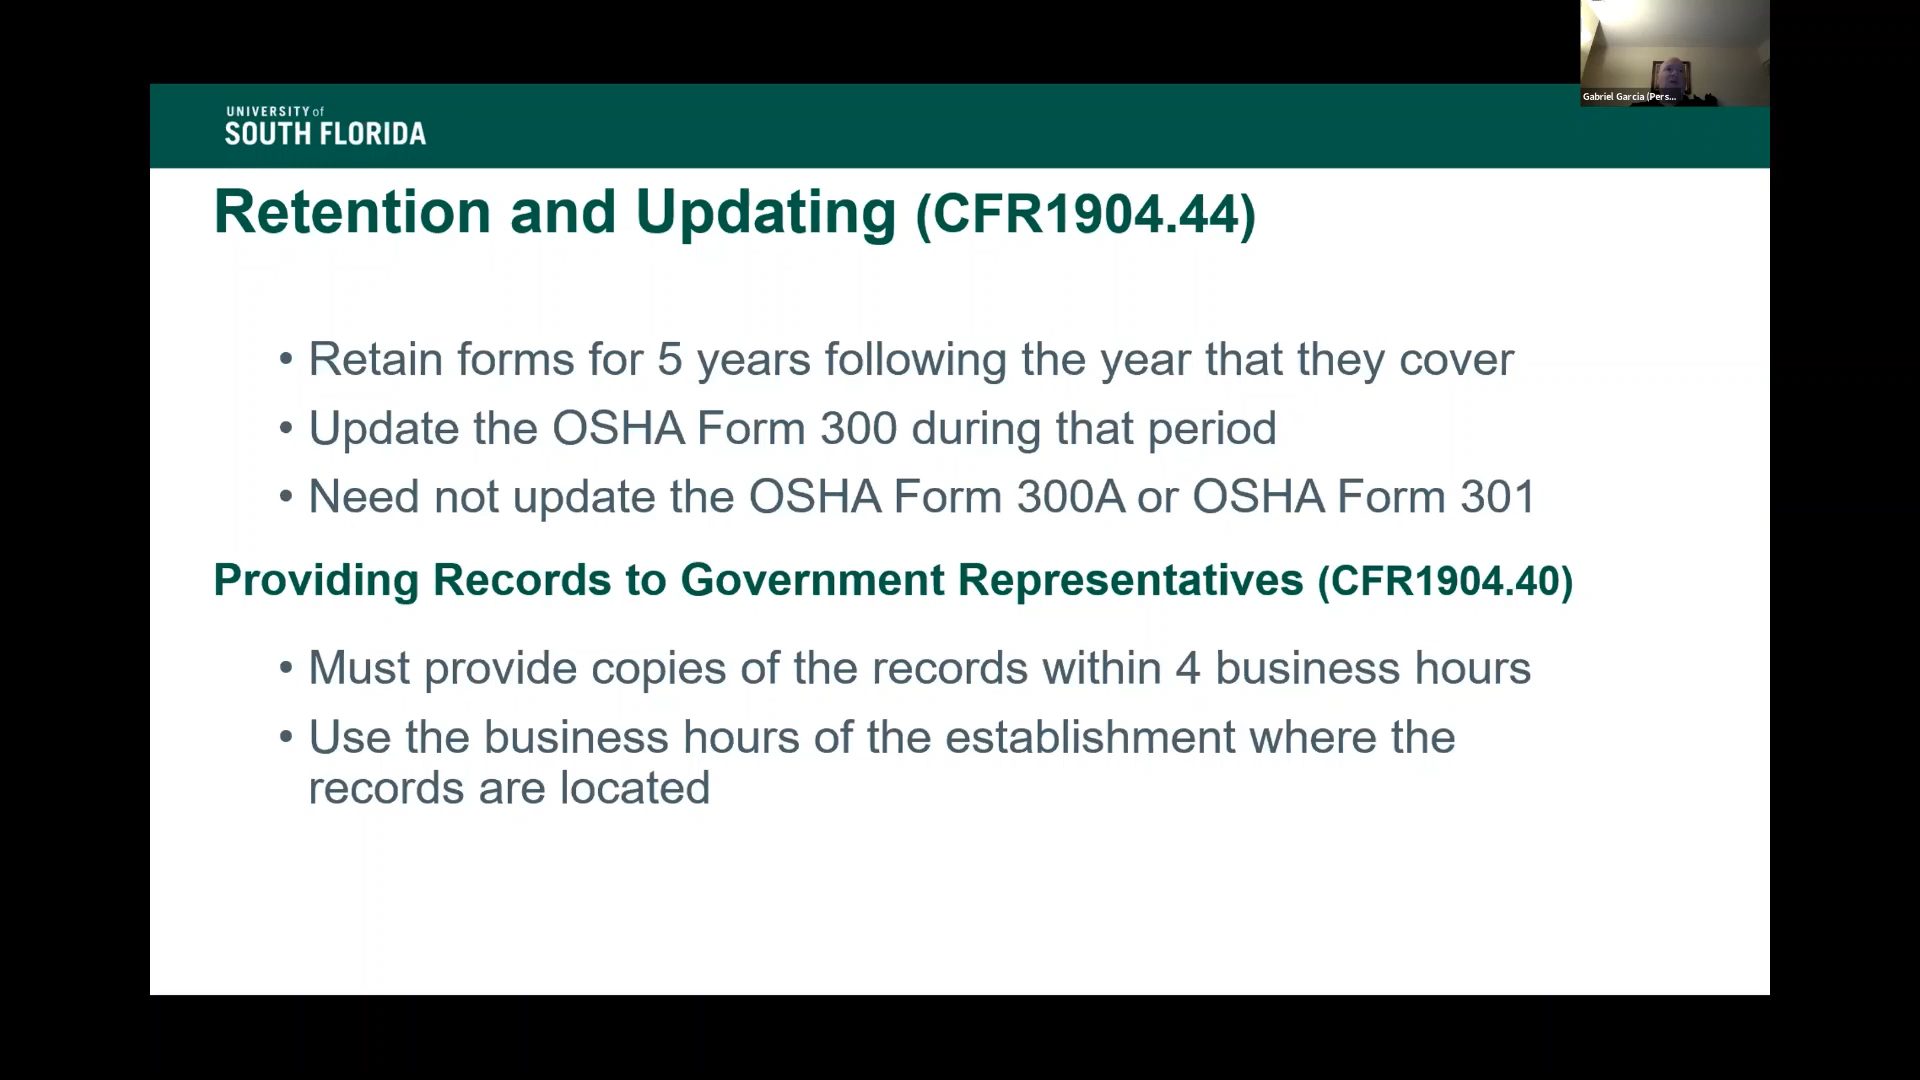 Gabriel Garcia (Pers...
UNIVERSITY of
SOUTH FLORIDA
Retention and Updating (CFR1904.44)
• Retain forms for 5 years following the year that they cover
• Update the OSHA Form 300 during that period
• Need not update the OSHA Form 300A or OSHA Form 301
Providing Records to Government Representatives (CFR1904.40)
• Must provide copies of the records within 4 business hours
• Use the business hours of the establishment where the
records are located